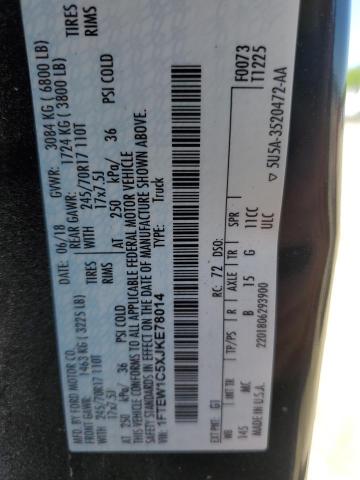 MFD. BY FORD MOTOR CO.
DATE: 06/18 GVWR: 3084 KG ( 6800 LB)
FRONT GAWR: 1463 KG (3225 LB) REAR GAWR: 1724 KG ( 3800 LB)
245/70R17 110T WITH 245/70R17 110T TIRES
17x7.5J WITH 17x7.5J RIMS
AT 250 kPa/ 36 PSI COLD AT 250 kPa/ 36 PSI COLD
THIS VEHICLE CONFORMS TO ALL APPLICABLE FEDERAL MOTOR VEHICLE
SAFETY STANDARDS IN EFFECT ON THE DATE OF MANUFACTURE SHOWN ABOVE.
VIN: 1FTEW1C5XJKE78014
TYPE: Truck
F0073
T1225
EXT PNT: G1 RC: 72 DSO:
WB INT TR TP/PS R AXLE TR SPR
145 MC B 15 G 11CC
MADE IN U.S.A. 2201806293900 ▽ 5U5A-3520472-AA